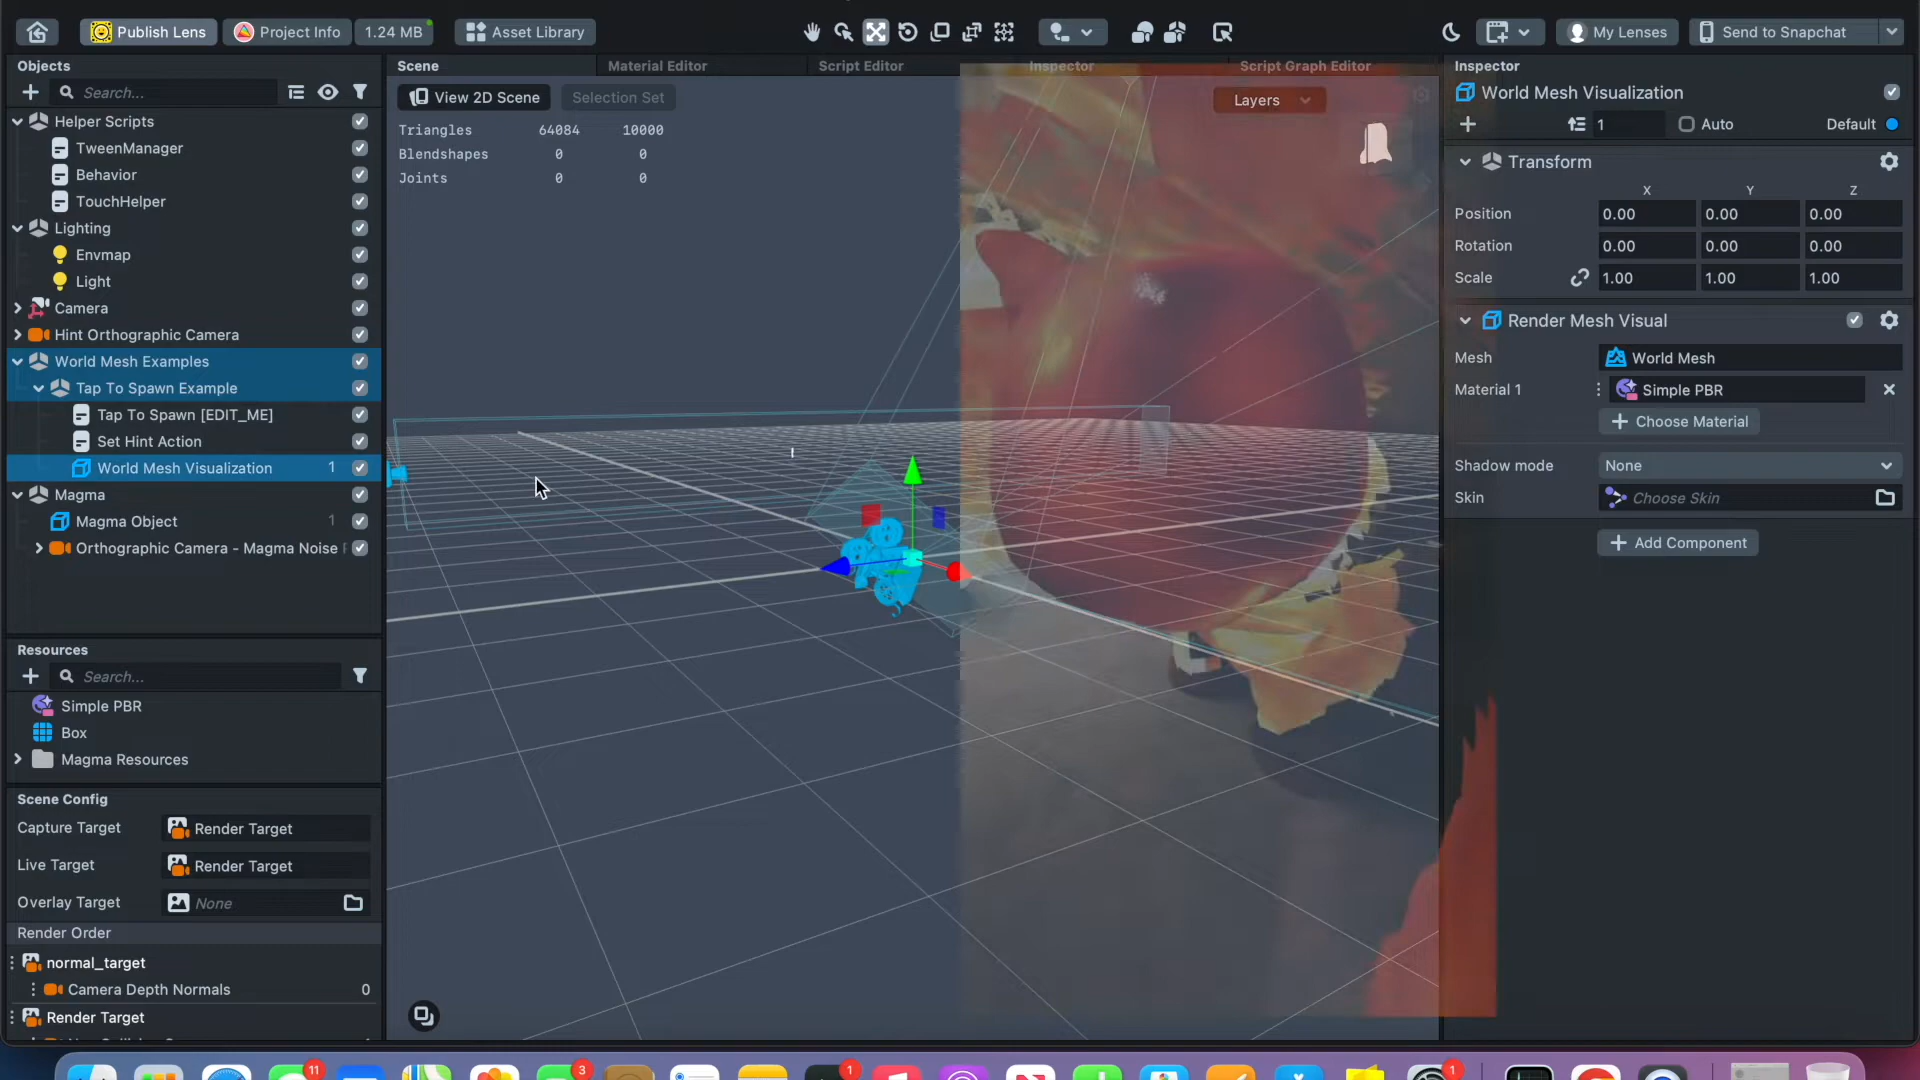 Publish Lens
Project Info
1.24 MB
Asset Library
My Lenses
Send to Snapchat
Objects
Search...
Helper Scripts
TweenManager
Behavior
TouchHelper
Lighting
Envmap
Light
Camera
Hint Orthographic Camera
World Mesh Examples
Tap To Spawn Example
Tap To Spawn [EDIT_ME]
Set Hint Action
World Mesh Visualization 1
Magma
Magma Object 1
Orthographic Camera - Magma Noise
Resources
Search...
Simple PBR
Box
Magma Resources
Scene Config
Capture Target Render Target
Live Target Render Target
Overlay Target None
Render Order
normal_target
Camera Depth Normals 0
Render Target
Scene
Material Editor
Script Editor
Inspector
Script Graph Editor
View 2D Scene
Selection Set
Layers
Triangles 64084 10000
Blendshapes 0 0
Joints 0 0
Inspector
World Mesh Visualization
1 Auto Default
Transform
X Y Z
Position 0.00 0.00 0.00
Rotation 0.00 0.00 0.00
Scale 1.00 1.00 1.00
Render Mesh Visual
Mesh World Mesh
Material 1 Simple PBR
Choose Material
Shadow mode None
Skin Choose Skin
Add Component
11
3
1
1